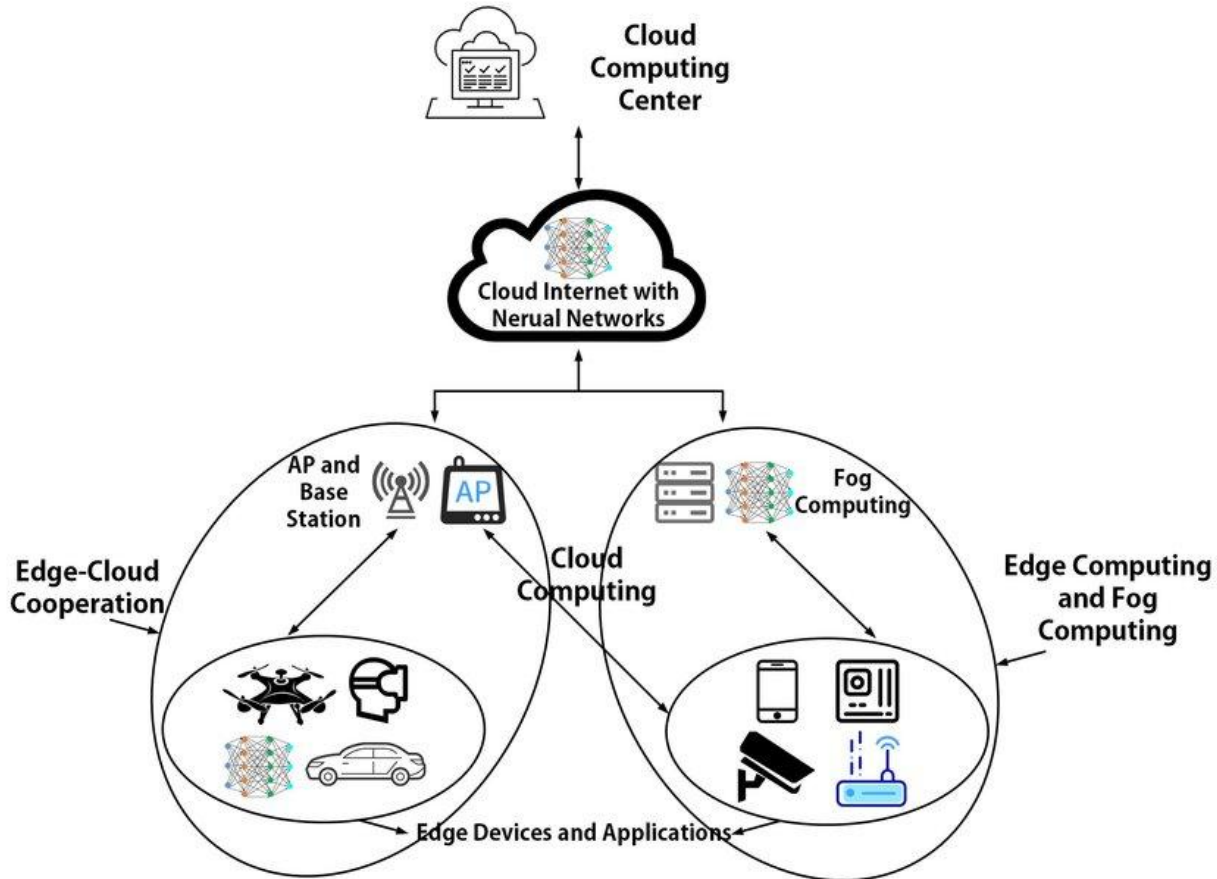 Cloud
Computing
Center
Cloud Internet with
Nerual Networks
AP and
Base
Station
AP
Fog
Computing
Cloud
Computing
Edge-Cloud
Cooperation
Edge Computing
and Fog
Computing
Edge Devices and Applications